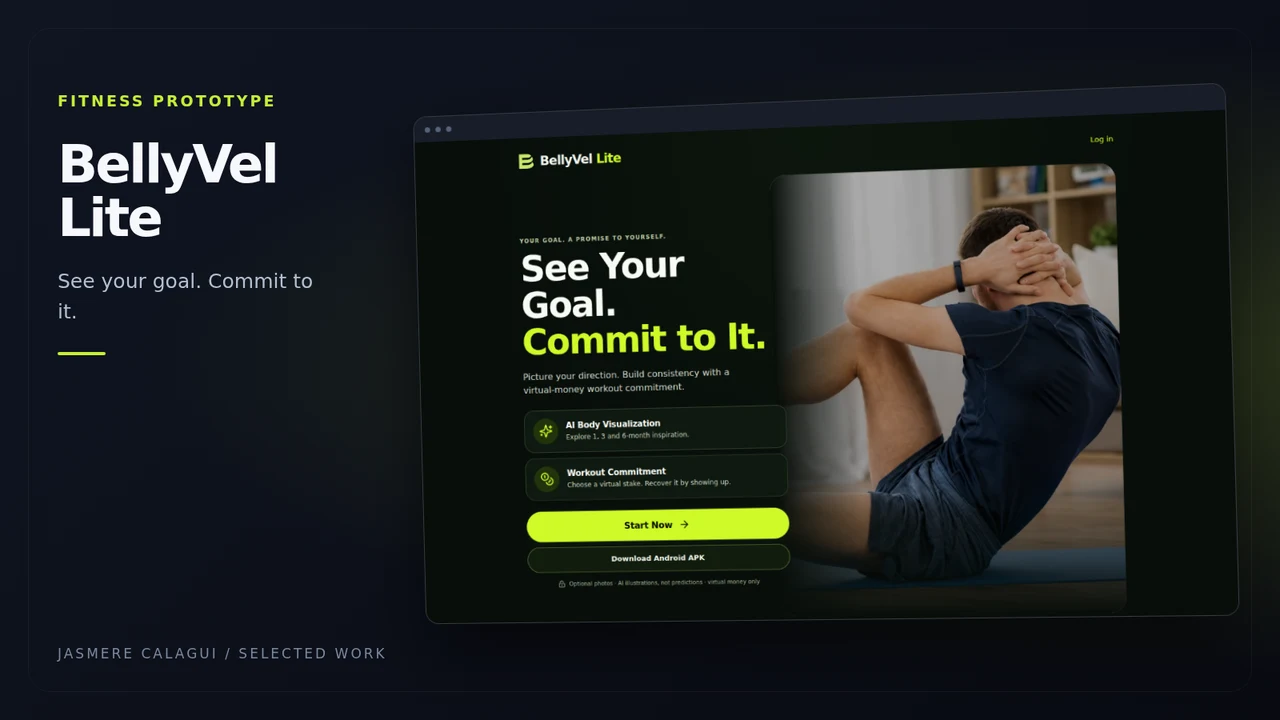 FITNESS PROTOTYPE
BellyVel
Lite
See your goal. Commit to
it.
JASMERE CALAGUI / SELECTED WORK
BellyVel Lite
Log in
YOUR GOAL. A PROMISE TO YOURSELF.
See Your
Goal.
Commit to It.
Picture your direction. Build consistency with a
virtual-money workout commitment.
AI Body Visualization
Explore 1, 3 and 6-month inspiration.
Workout Commitment
Choose a virtual stake. Recover it by showing up.
Start Now →
Download Android APK
Optional photos · AI illustrations, not predictions · virtual money only